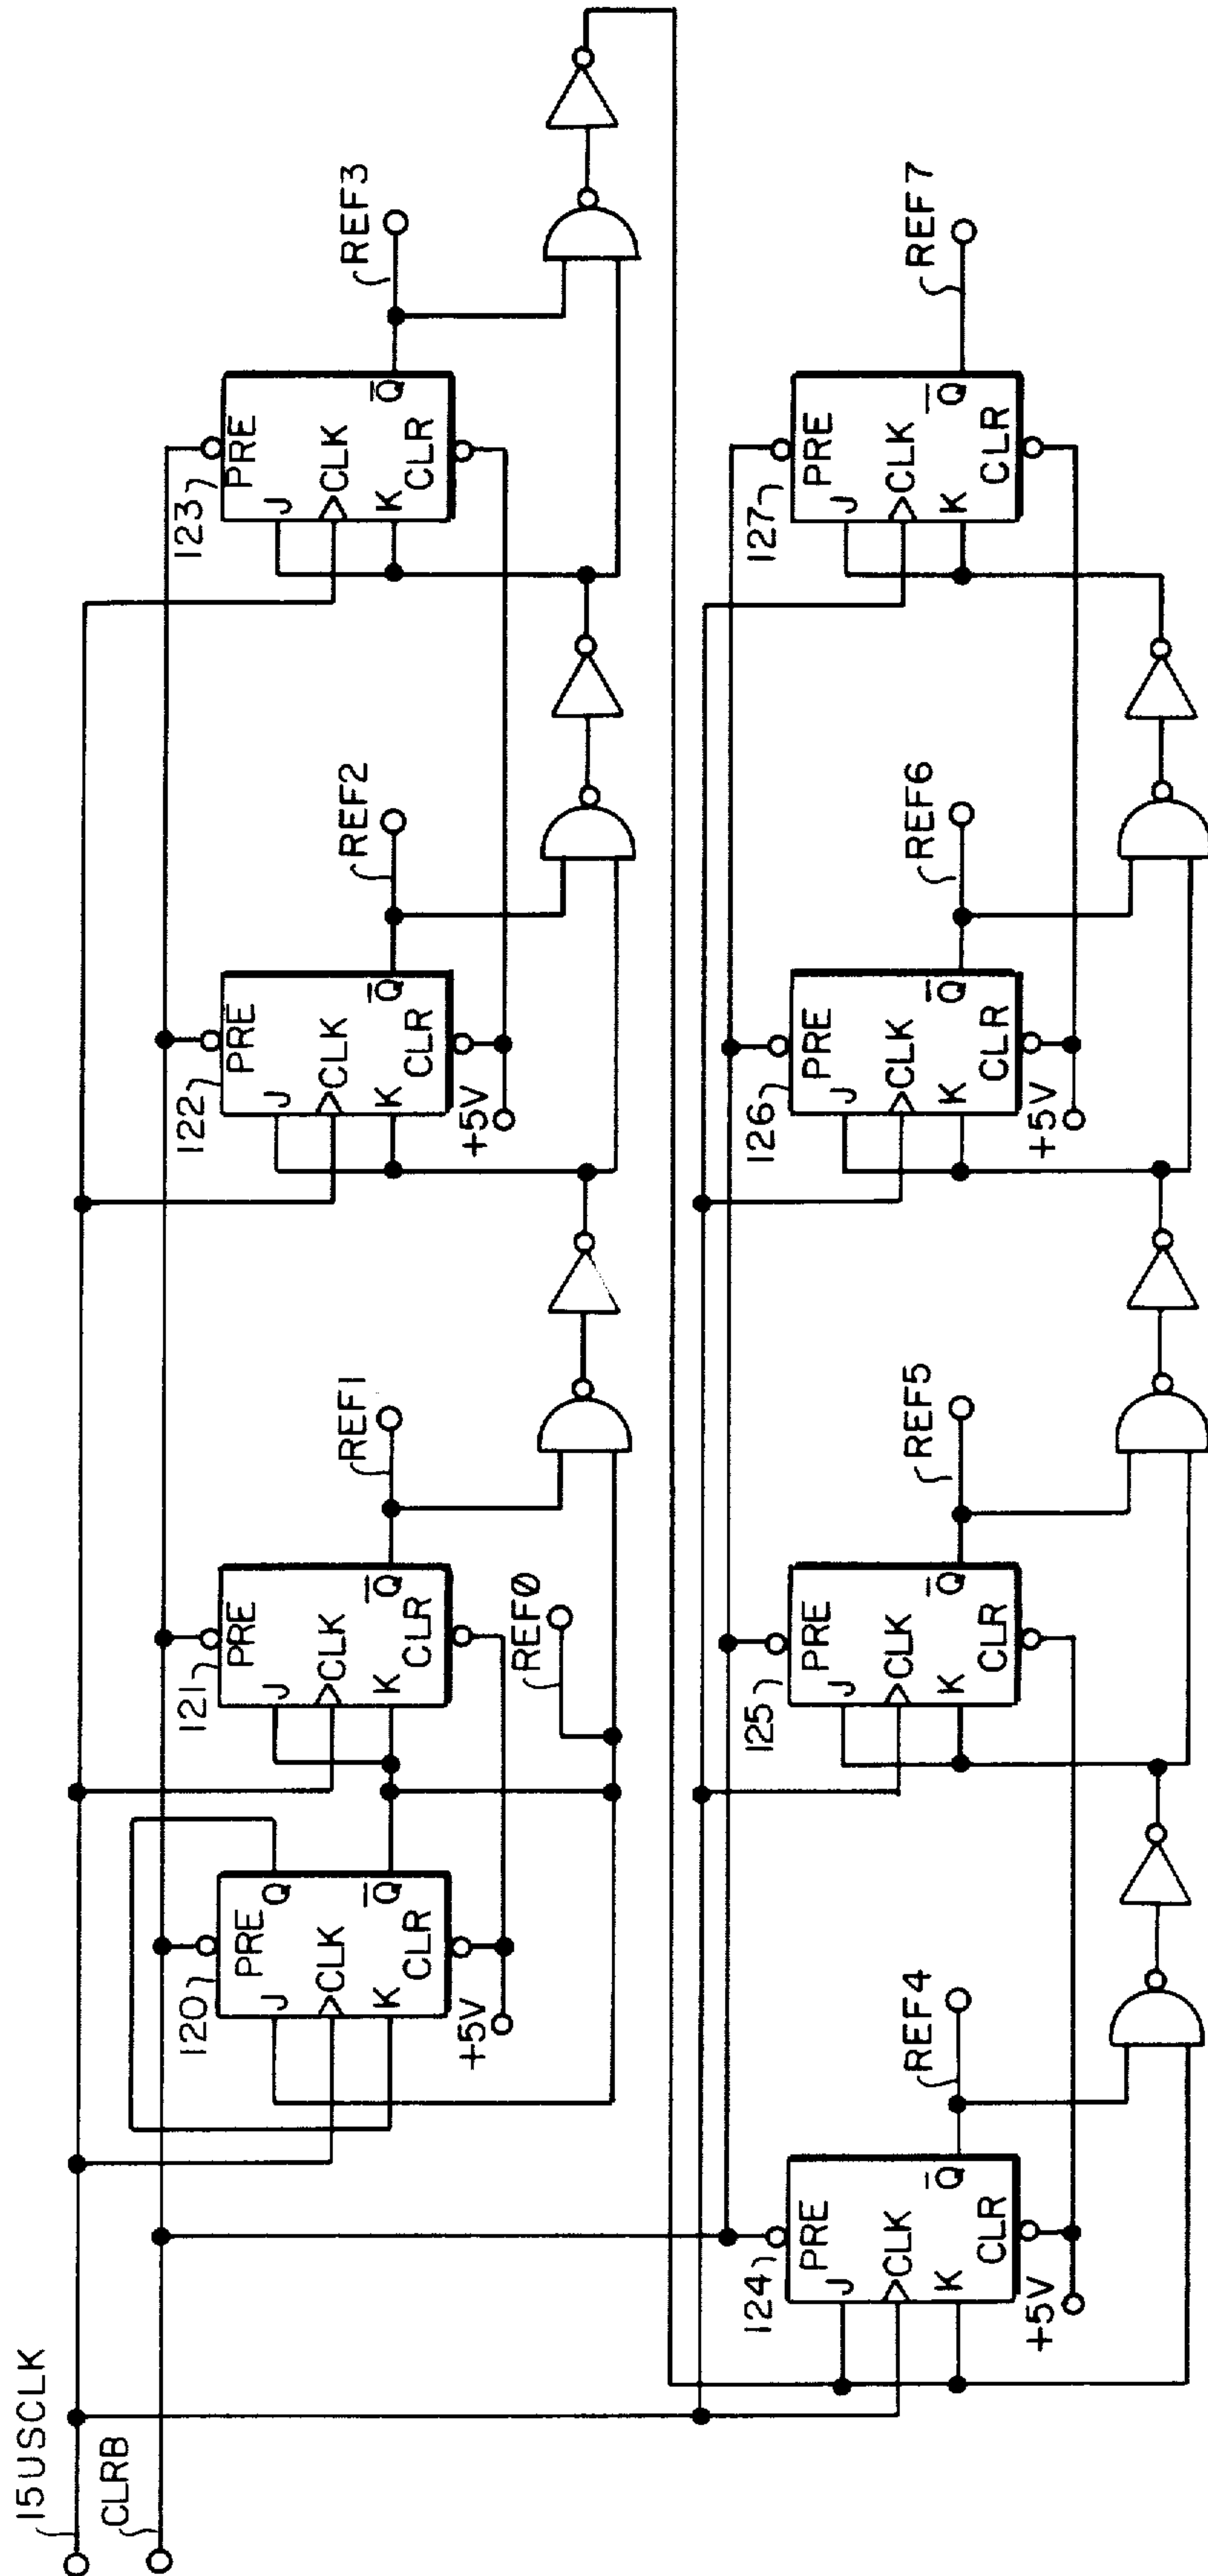 15USCLK
CLRB
120
PRE
J
CLK
K
CLR
Q
Q
+5V
121
PRE
J
CLK
K
CLR
Q
REF0
REF1
122
PRE
J
CLK
K
CLR
Q
+5V
REF2
123
PRE
J
CLK
K
CLR
Q
REF3
124
PRE
J
CLK
K
CLR
Q
+5V
REF4
125
PRE
J
CLK
K
CLR
Q
REF5
126
PRE
J
CLK
K
CLR
Q
+5V
REF6
127
PRE
J
CLK
K
CLR
Q
REF7